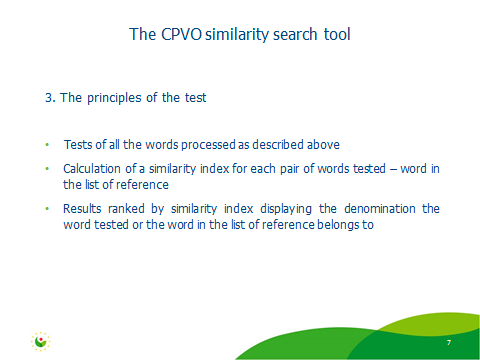 The CPVO similarity search tool
3. The principles of the test
• Tests of all the words processed as described above
• Calculation of a similarity index for each pair of words tested – word in
the list of reference
• Results ranked by similarity index displaying the denomination the
word tested or the word in the list of reference belongs to
7